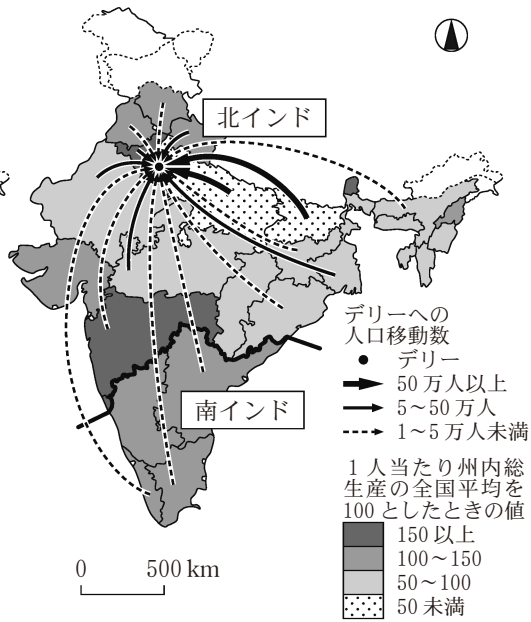 北インド
南インド
デリーへの
人口移動数
デリー
50万人以上
5～50万人
1～5万人未満
1人当たり州内総
生産の全国平均を
100としたときの値
150以上
100～150
50～100
50未満
0 500 km